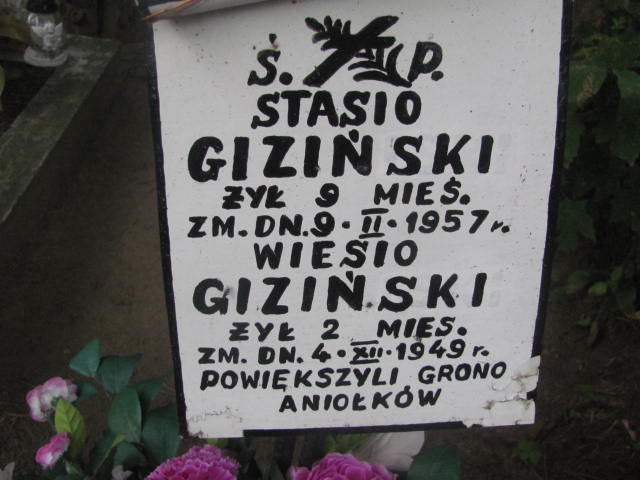 Ś. P.
STASIO
GIZIŃSKI
ŻYŁ 9 MIEŚ.
ZM. DN. 9. II. 1957 r.
WIESIO
GIZIŃSKI
ŻYŁ 2 MIES.
ZM. DN. 4. XII. 1949 r.
POWIĘKSZYLI GRONO
ANIOŁKÓW